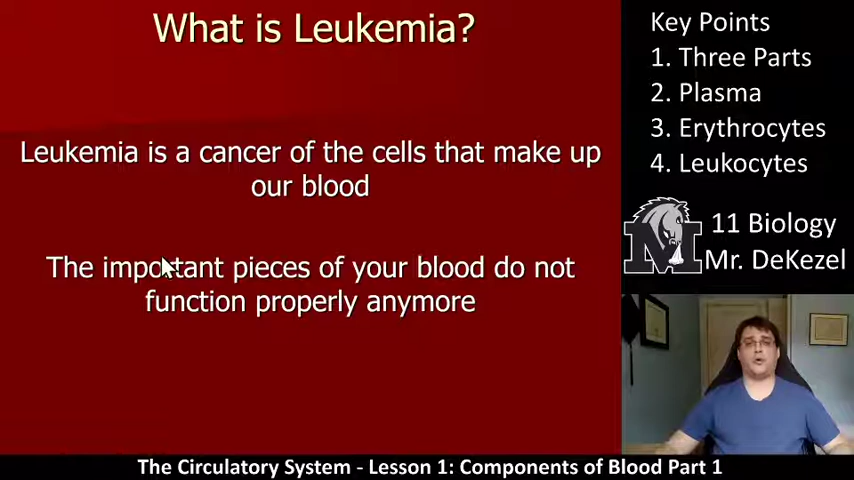 What is Leukemia?
Leukemia is a cancer of the cells that make up
our blood
The important pieces of your blood do not
function properly anymore
Key Points
1. Three Parts
2. Plasma
3. Erythrocytes
4. Leukocytes
M
11 Biology
Mr. DeKezel
The Circulatory System - Lesson 1: Components of Blood Part 1